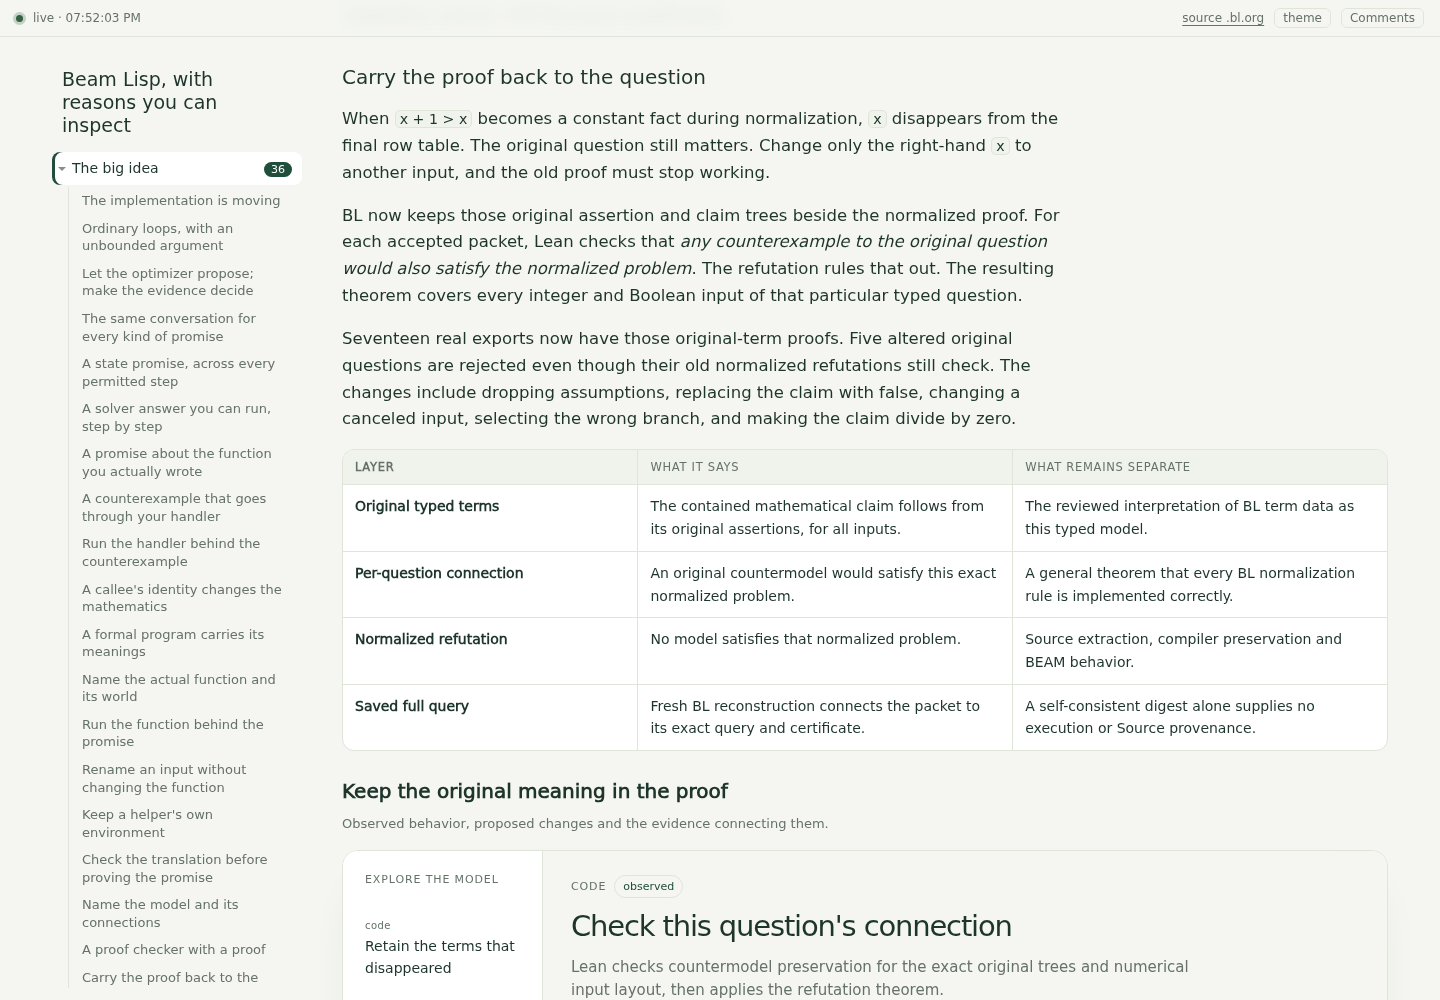 live · 07:52:03 PM
source .bl.org
theme
Comments
Beam Lisp, with
reasons you can
inspect
The big idea
36
The implementation is moving
Ordinary loops, with an
unbounded argument
Let the optimizer propose;
make the evidence decide
The same conversation for
every kind of promise
A state promise, across every
permitted step
A solver answer you can run,
step by step
A promise about the function
you actually wrote
A counterexample that goes
through your handler
Run the handler behind the
counterexample
A callee's identity changes the
mathematics
A formal program carries its
meanings
Name the actual function and
its world
Run the function behind the
promise
Rename an input without
changing the function
Keep a helper's own
environment
Check the translation before
proving the promise
Name the model and its
connections
A proof checker with a proof
Carry the proof back to the
Carry the proof back to the question
When x + 1 > x becomes a constant fact during normalization, x disappears from the
final row table. The original question still matters. Change only the right-hand x to
another input, and the old proof must stop working.
BL now keeps those original assertion and claim trees beside the normalized proof. For
each accepted packet, Lean checks that any counterexample to the original question
would also satisfy the normalized problem. The refutation rules that out. The resulting
theorem covers every integer and Boolean input of that particular typed question.
Seventeen real exports now have those original-term proofs. Five altered original
questions are rejected even though their old normalized refutations still check. The
changes include dropping assumptions, replacing the claim with false, changing a
canceled input, selecting the wrong branch, and making the claim divide by zero.
LAYER
WHAT IT SAYS
WHAT REMAINS SEPARATE
Original typed terms
The contained mathematical claim follows from
its original assertions, for all inputs.
The reviewed interpretation of BL term data as
this typed model.
Per-question connection
An original countermodel would satisfy this exact
normalized problem.
A general theorem that every BL normalization
rule is implemented correctly.
Normalized refutation
No model satisfies that normalized problem.
Source extraction, compiler preservation and
BEAM behavior.
Saved full query
Fresh BL reconstruction connects the packet to
its exact query and certificate.
A self-consistent digest alone supplies no
execution or Source provenance.
Keep the original meaning in the proof
Observed behavior, proposed changes and the evidence connecting them.
EXPLORE THE MODEL
code
Retain the terms that
disappeared
CODE
observed
Check this question's connection
Lean checks countermodel preservation for the exact original trees and numerical
input layout, then applies the refutation theorem.